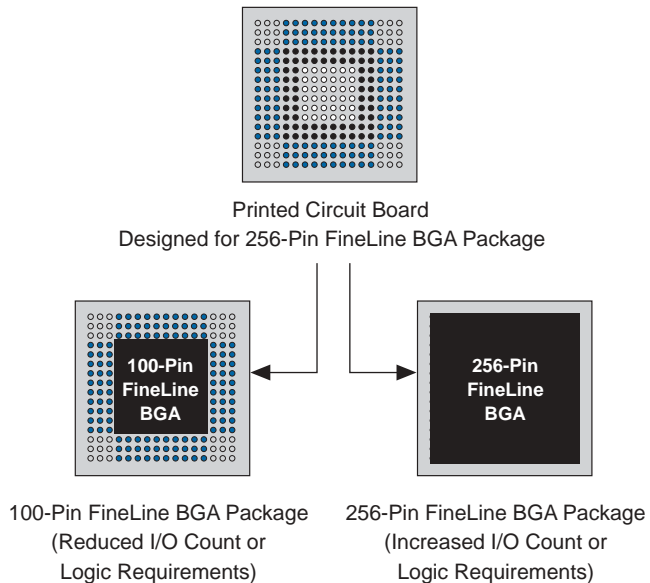 Printed Circuit Board
Designed for 256-Pin FineLine BGA Package
100-Pin
FineLine
BGA
256-Pin
FineLine
BGA
100-Pin FineLine BGA Package
(Reduced I/O Count or
Logic Requirements)
256-Pin FineLine BGA Package
(Increased I/O Count or
Logic Requirements)